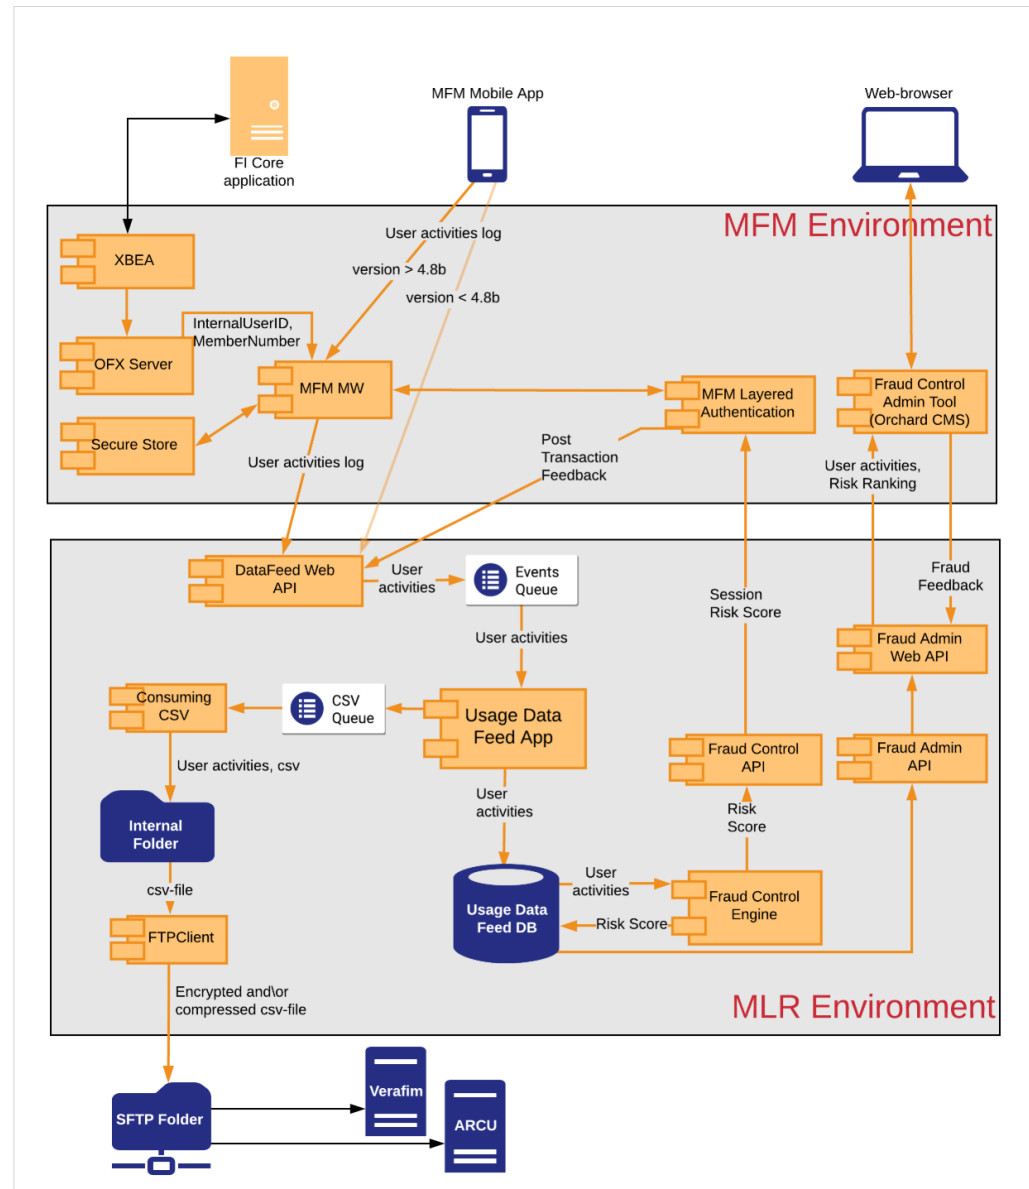 MFM Mobile App
Web-browser
FI Core
application
MFM Environment
User activities log
XBEA
version > 4.8b
version < 4.8b
InternalUserID,
MemberNumber
OFX Server
MFM MW
MFM Layered
Authentication
Fraud Control
Admin Tool
(Orchard CMS)
Secure Store
User activities log
Post
Transaction
Feedback
User activities,
Risk Ranking
DataFeed Web
API
User
activities
Events
Queue
Session
Risk Score
Fraud
Feedback
User activities
Fraud Admin
Web API
Consuming
CSV
CSV
Queue
Usage Data
Feed App
Fraud Control
API
Fraud Admin
API
User activities, csv
User
activities
Risk
Score
Internal
Folder
csv-file
User
activities
Usage Data
Feed DB
Risk Score
Fraud Control
Engine
FTPClient
Encrypted and\or
compressed csv-file
MLR Environment
SFTP Folder
Verafim
ARCU